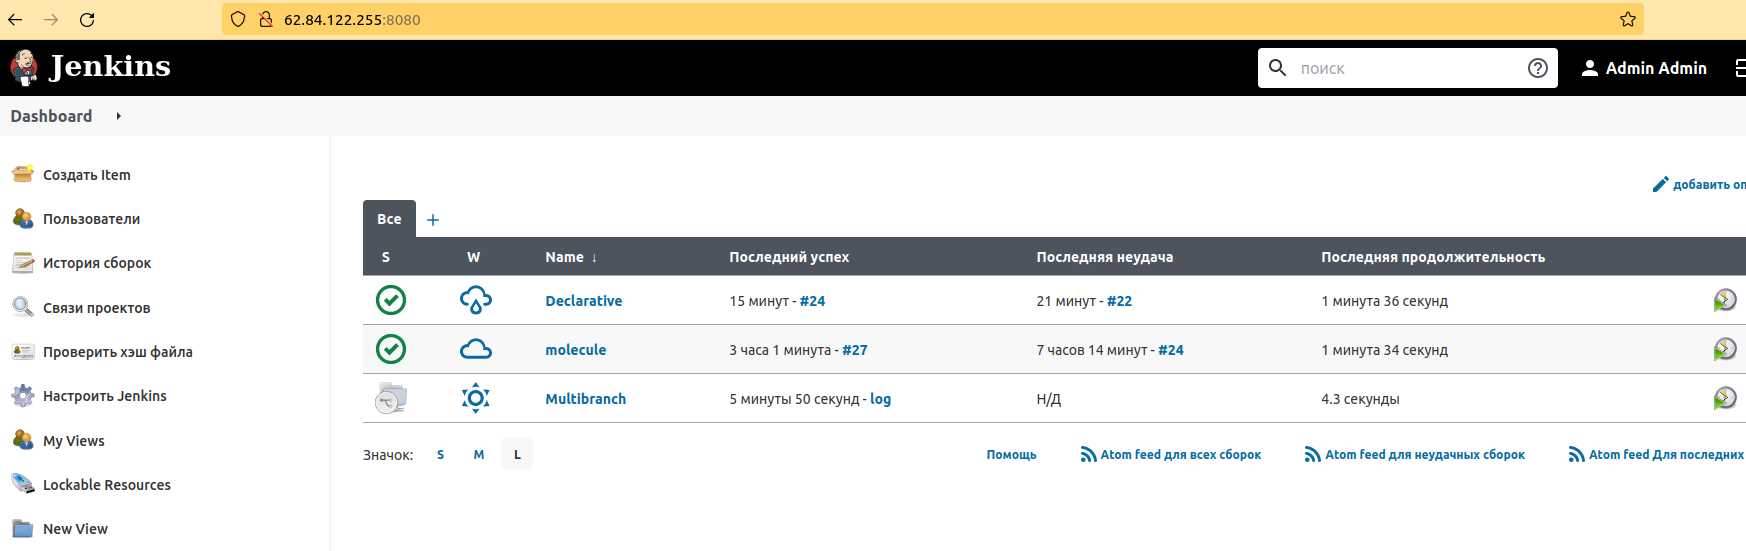 62.84.122.255:8080
Jenkins
поиск
Admin Admin
Dashboard
Создать Item
Пользователи
История сборок
Связи проектов
Проверить хэш файла
Настроить Jenkins
My Views
Lockable Resources
New View
добавить оп
Все +
S W Name ↓ Последний успех Последняя неудача Последняя продолжительность
Declarative 15 минут - #24 21 минут - #22 1 минута 36 секунд
molecule 3 часа 1 минута - #27 7 часов 14 минут - #24 1 минута 34 секунд
Multibranch 5 минуты 50 секунд - log Н/Д 4.3 секунды
Значок: S M L Помощь Atom feed для всех сборок Atom feed для неудачных сборок Atom feed Для последних